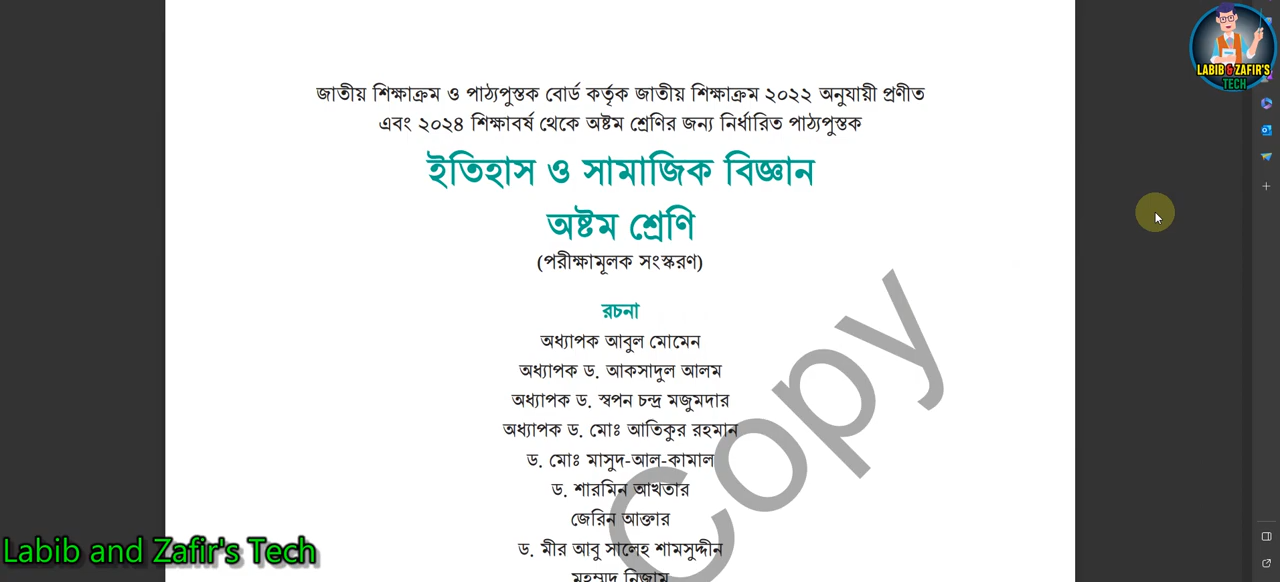 জাতীয় শিক্ষাক্রম ও পাঠ্যপুস্তক বোর্ড কর্তৃক জাতীয় শিক্ষাক্রম ২০২২ অনুযায়ী প্রণীত
এবং ২০২৪ শিক্ষাবর্ষ থেকে অষ্টম শ্রেণির জন্য নির্ধারিত পাঠ্যপুস্তক
ইতিহাস ও সামাজিক বিজ্ঞান
অষ্টম শ্রেণি
(পরীক্ষামূলক সংস্করণ)
রচনা
অধ্যাপক আবুল মোমেন
অধ্যাপক ড. আকসাদুল আলম
অধ্যাপক ড. স্বপন চন্দ্র মজুমদার
অধ্যাপক ড. মোঃ আতিকুর রহমান
ড. মোঃ মাসুদ-আল-কামাল
ড. শারমিন আখতার
জেরিন আক্তার
ড. মীর আবু সালেহ শামসুদ্দীন
মুহম্মদ নিজাম
Copy
LABIB & ZAFIR'S
TECH
Labib and Zafir's Tech